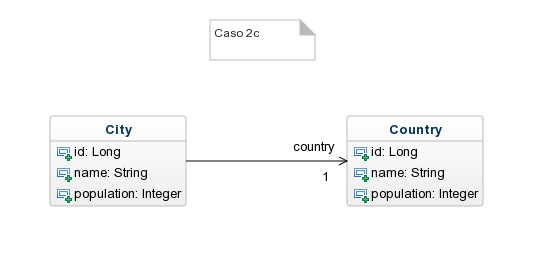 Caso 2c
City
id: Long
name: String
population: Integer
country
1
Country
id: Long
name: String
population: Integer